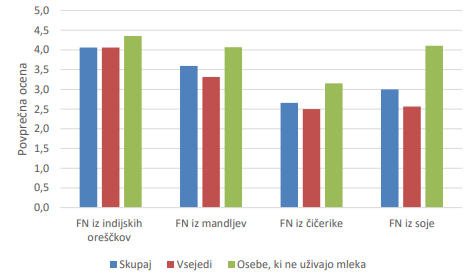 Povprečna ocena
5,0
4,5
4,0
3,5
3,0
2,5
2,0
1,5
1,0
0,5
0,0
FN iz indijskih
oreščkov
FN iz mandljev
FN iz čičerike
FN iz soje
Skupaj
Vsejedi
Osebe, ki ne uživajo mleka